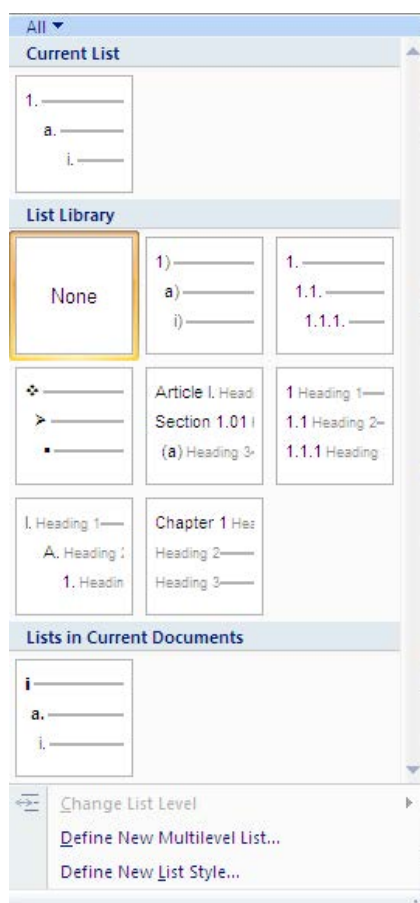 All
Current List
1.
a.
i.
List Library
None
1)
a)
i)
1.
1.1.
1.1.1.
Article I. Head
Section 1.01
(a) Heading 3
1 Heading 1
1.1 Heading 2
1.1.1 Heading
I. Heading 1
A. Heading
1. Headin
Chapter 1 Hea
Heading 2
Heading 3
Lists in Current Documents
i
a.
i.
Change List Level
Define New Multilevel List...
Define New List Style...